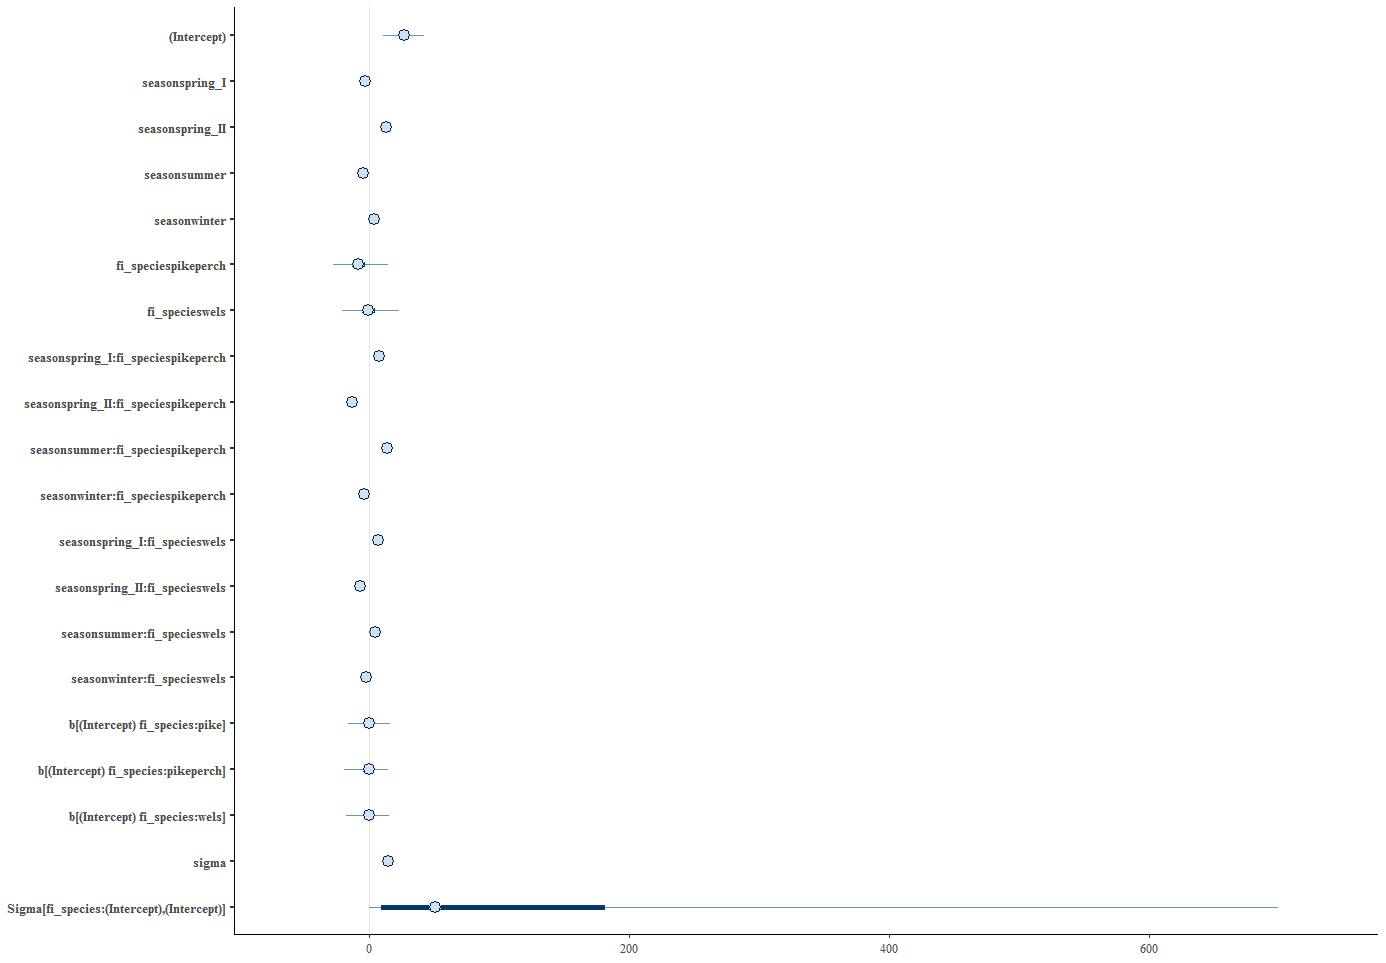 (Intercept)
seasonspring_I
seasonspring_II
seasonsummer
seasonwinter
fi_speciespikeperch
fi_specieswels
seasonspring_I:fi_speciespikeperch
seasonspring_II:fi_speciespikeperch
seasonsummer:fi_speciespikeperch
seasonwinter:fi_speciespikeperch
seasonspring_I:fi_specieswels
seasonspring_II:fi_specieswels
seasonsummer:fi_specieswels
seasonwinter:fi_specieswels
b[(Intercept) fi_species:pike]
b[(Intercept) fi_species:pikeperch]
b[(Intercept) fi_species:wels]
sigma
Sigma[fi_species:(Intercept),(Intercept)]
0 200 400 600